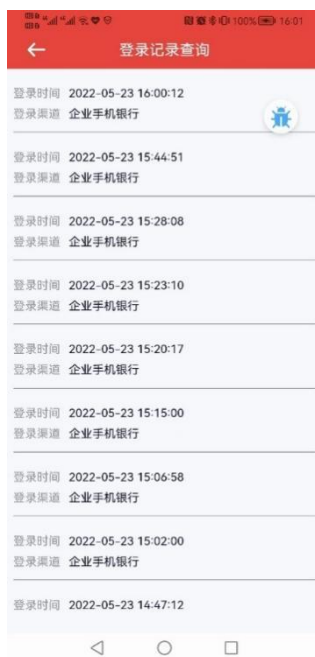 100% 16:01
登录记录查询
登录时间 2022-05-23 16:00:12
登录渠道 企业手机银行
登录时间 2022-05-23 15:44:51
登录渠道 企业手机银行
登录时间 2022-05-23 15:28:08
登录渠道 企业手机银行
登录时间 2022-05-23 15:23:10
登录渠道 企业手机银行
登录时间 2022-05-23 15:20:17
登录渠道 企业手机银行
登录时间 2022-05-23 15:15:00
登录渠道 企业手机银行
登录时间 2022-05-23 15:06:58
登录渠道 企业手机银行
登录时间 2022-05-23 15:02:00
登录渠道 企业手机银行
登录时间 2022-05-23 14:47:12